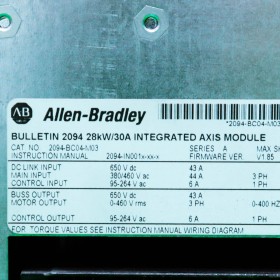 AB Allen-Bradley
*2094-BC04-M03
BULLETIN 2094 28kW/30A INTEGRATED AXIS MODULE
CAT NO 2094-BC04-M03 SERIES A MAX SK
INSTRUCTION MANUAL 2094-IN001x-xx-x FIRMWARE VER. V1.85
DC LINK INPUT 650 V dc 43 A
MAIN INPUT 380/460 V ac 44 A 3 PH
CONTROL INPUT 95-264 V ac 6 A 1 PH
BUSS OUTPUT 650 V dc 43 A
MOTOR OUTPUT 0-460 V rms 3 PH 0-400 HZ
CONTROL OUTPUT 95-264 V ac 6 A 1 PH
FOR TORQUE VALUES SEE INSTRUCTION MANUAL WIRING DIAGRAM